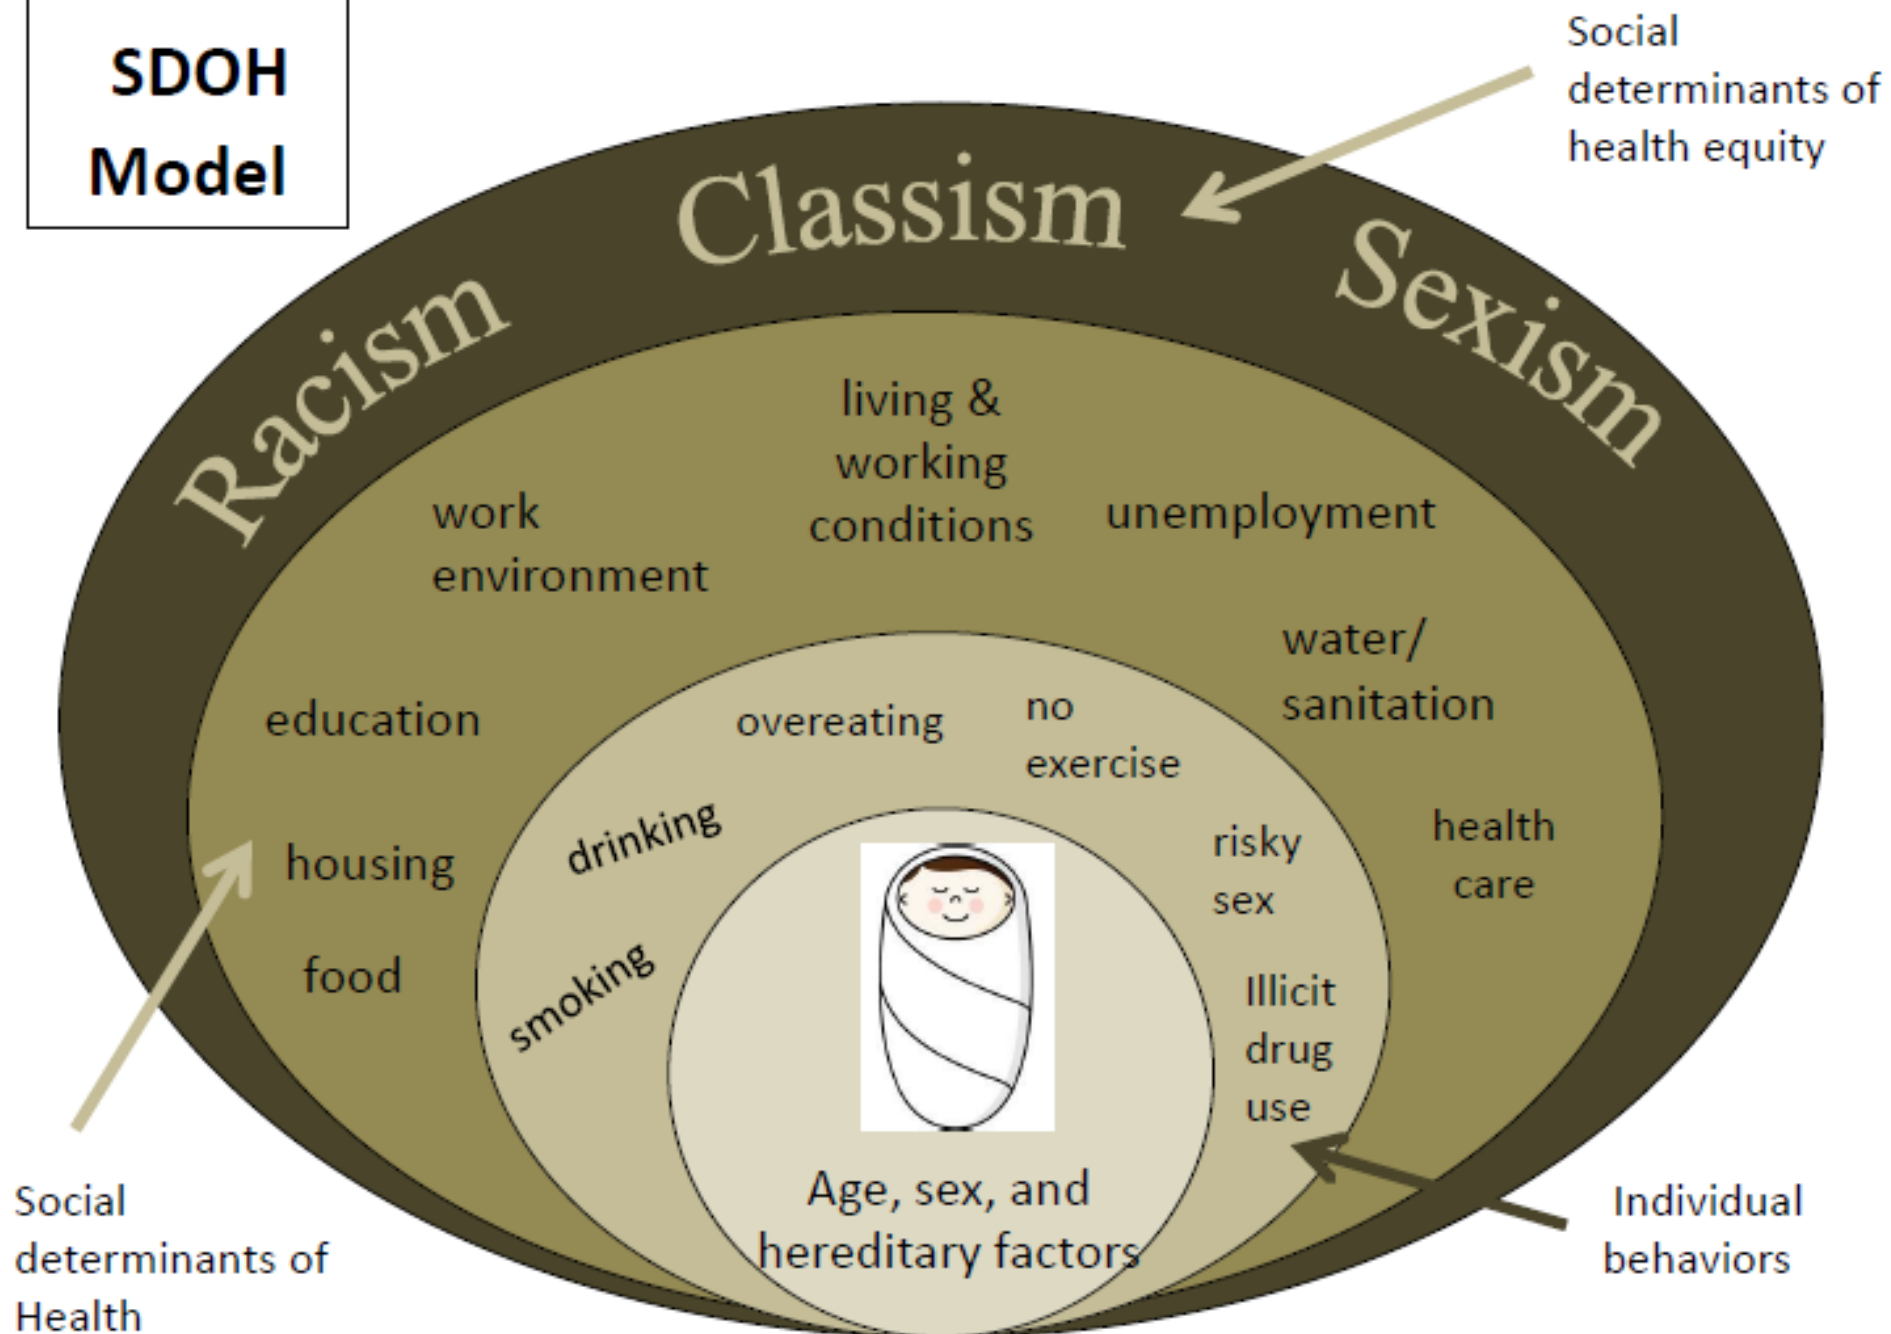 SDOH
Model
Social
determinants of
health equity
Racism
Classism
Sexism
living &
working
conditions
work
environment
unemployment
water/
sanitation
education
overeating
no
exercise
drinking
risky
sex
health
care
housing
food
smoking
Illicit
drug
use
Age, sex, and
hereditary factors
Social
determinants of
Health
Individual
behaviors